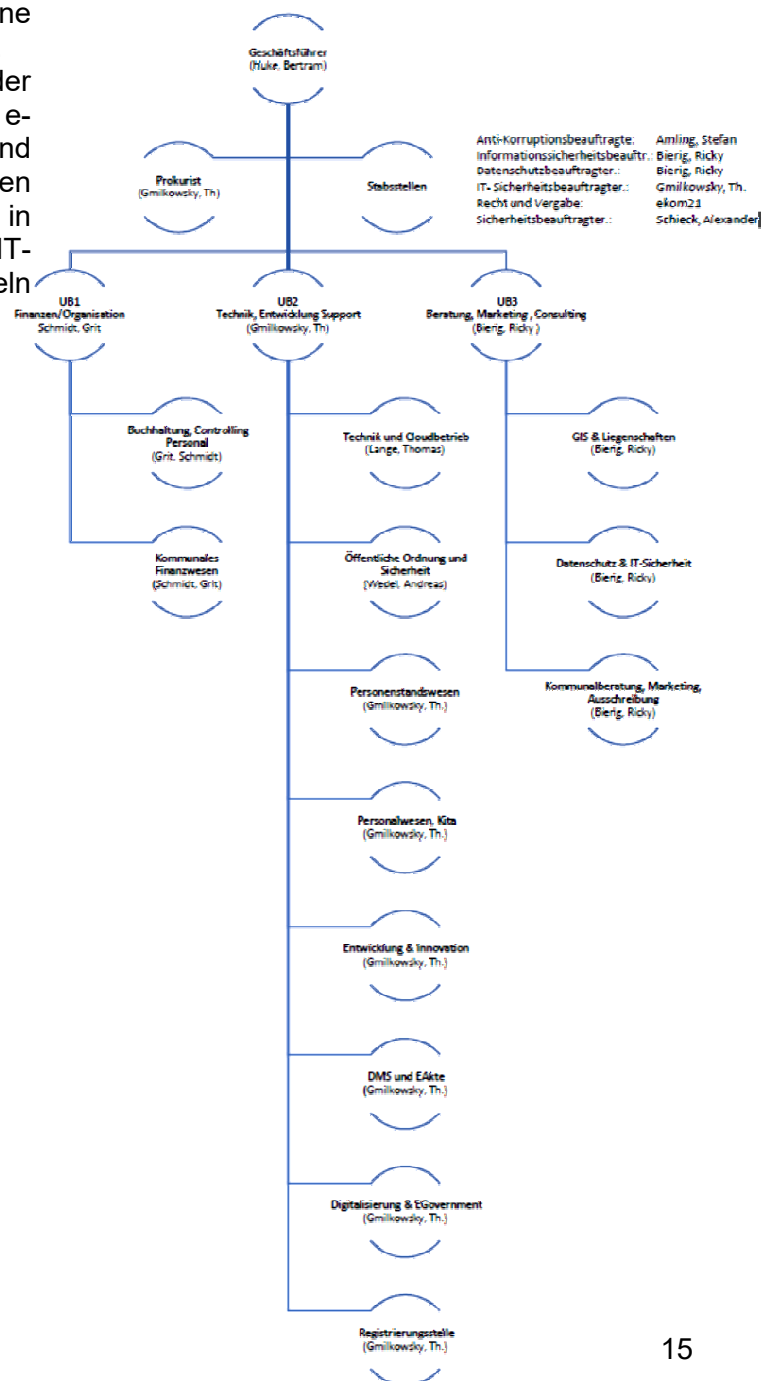 ne
der
e-
nd
en
in
IT-
eln
Geschäftsführer
(Huke, Bertram)
Prokurist
(Gmilkowsky, Th)
Stabsstellen
Anti-Korruptionsbeauftragte: Amling, Stefan
Informationssicherheitsbeauftr.: Bierig, Ricky
Datenschutzbeauftragter.: Bierig, Ricky
IT- Sicherheitsbeauftragter.: Gmilkowsky, Th.
Recht und Vergabe: ekom21
Sicherheitsbeauftragter.: Schieck, Alexander
UB1
Finanzen/Organisation
Schmidt, Grit
UB2
Technik, Entwicklung Support
(Gmilkowsky, Th)
UB3
Beratung, Marketing, Consulting
(Bierig, Ricky )
Buchhaltung, Controlling
Personal
(Grit. Schmidt)
Kommunales
Finanzwesen
(Schmidt, Grit)
Technik und Cloudbetrieb
(Lange, Thomas)
Öffentliche Ordnung und
Sicherheit
(Wedel, Andreas)
Personenstandswesen
(Gmilkowsky, Th.)
Personalwesen, Kita
(Gmilkowsky, Th.)
Entwicklung & Innovation
(Gmilkowsky, Th.)
DMS und EAkte
(Gmilkowsky, Th.)
Digitalisierung & EGovernment
(Gmilkowsky, Th.)
Registrierungsstelle
(Gmilkowsky, Th.)
GIS & Liegenschaften
(Bierig, Ricky)
Datenschutz & IT-Sicherheit
(Bierig, Ricky)
Kommunalberatung, Marketing,
Ausschreibung
(Bierig, Ricky)
15